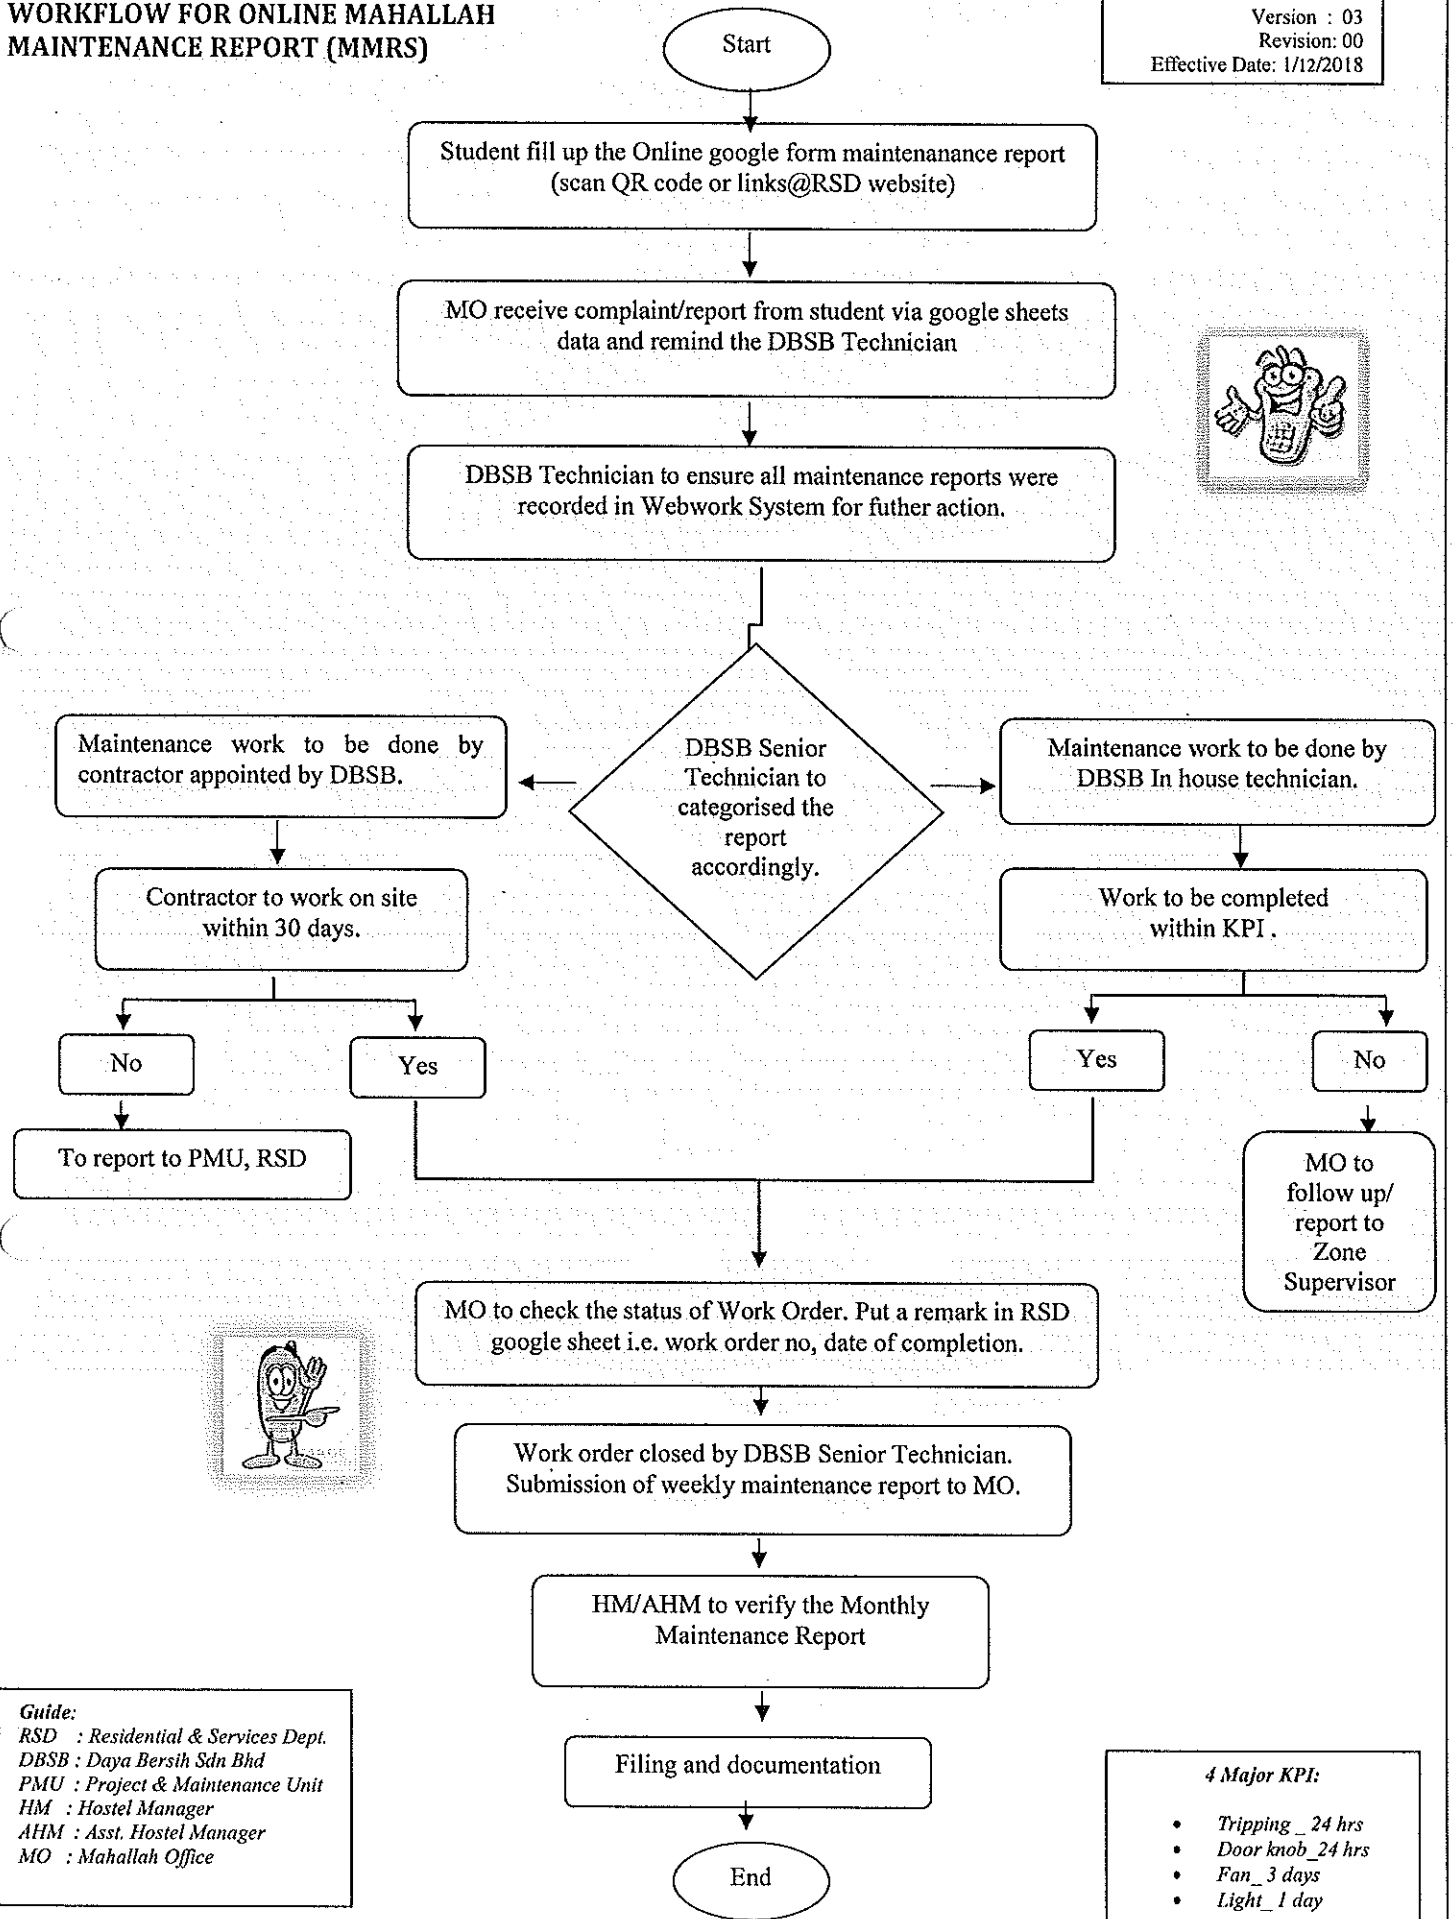 WORKFLOW FOR ONLINE MAHALLAH
MAINTENANCE REPORT (MMRS)
Version : 03
Revision: 00
Effective Date: 1/12/2018
Start
Student fill up the Online google form maintenanance report
(scan QR code or links@RSD website)
MO receive complaint/report from student via google sheets
data and remind the DBSB Technician
DBSB Technician to ensure all maintenance reports were
recorded in Webwork System for futher action.
DBSB Senior
Technician to
categorised the
report
accordingly.
Maintenance work to be done by
contractor appointed by DBSB.
Maintenance work to be done by
DBSB In house technician.
Contractor to work on site
within 30 days.
Work to be completed
within KPI .
No
Yes
Yes
No
To report to PMU, RSD
MO to
follow up/
report to
Zone
Supervisor
MO to check the status of Work Order. Put a remark in RSD
google sheet i.e. work order no, date of completion.
Work order closed by DBSB Senior Technician.
Submission of weekly maintenance report to MO.
HM/AHM to verify the Monthly
Maintenance Report
Filing and documentation
End
Guide:
RSD : Residential & Services Dept.
DBSB : Daya Bersih Sdn Bhd
PMU : Project & Maintenance Unit
HM : Hostel Manager
AHM : Asst. Hostel Manager
MO : Mahallah Office
4 Major KPI:
• Tripping _ 24 hrs
• Door knob_24 hrs
• Fan_ 3 days
• Light_ 1 day